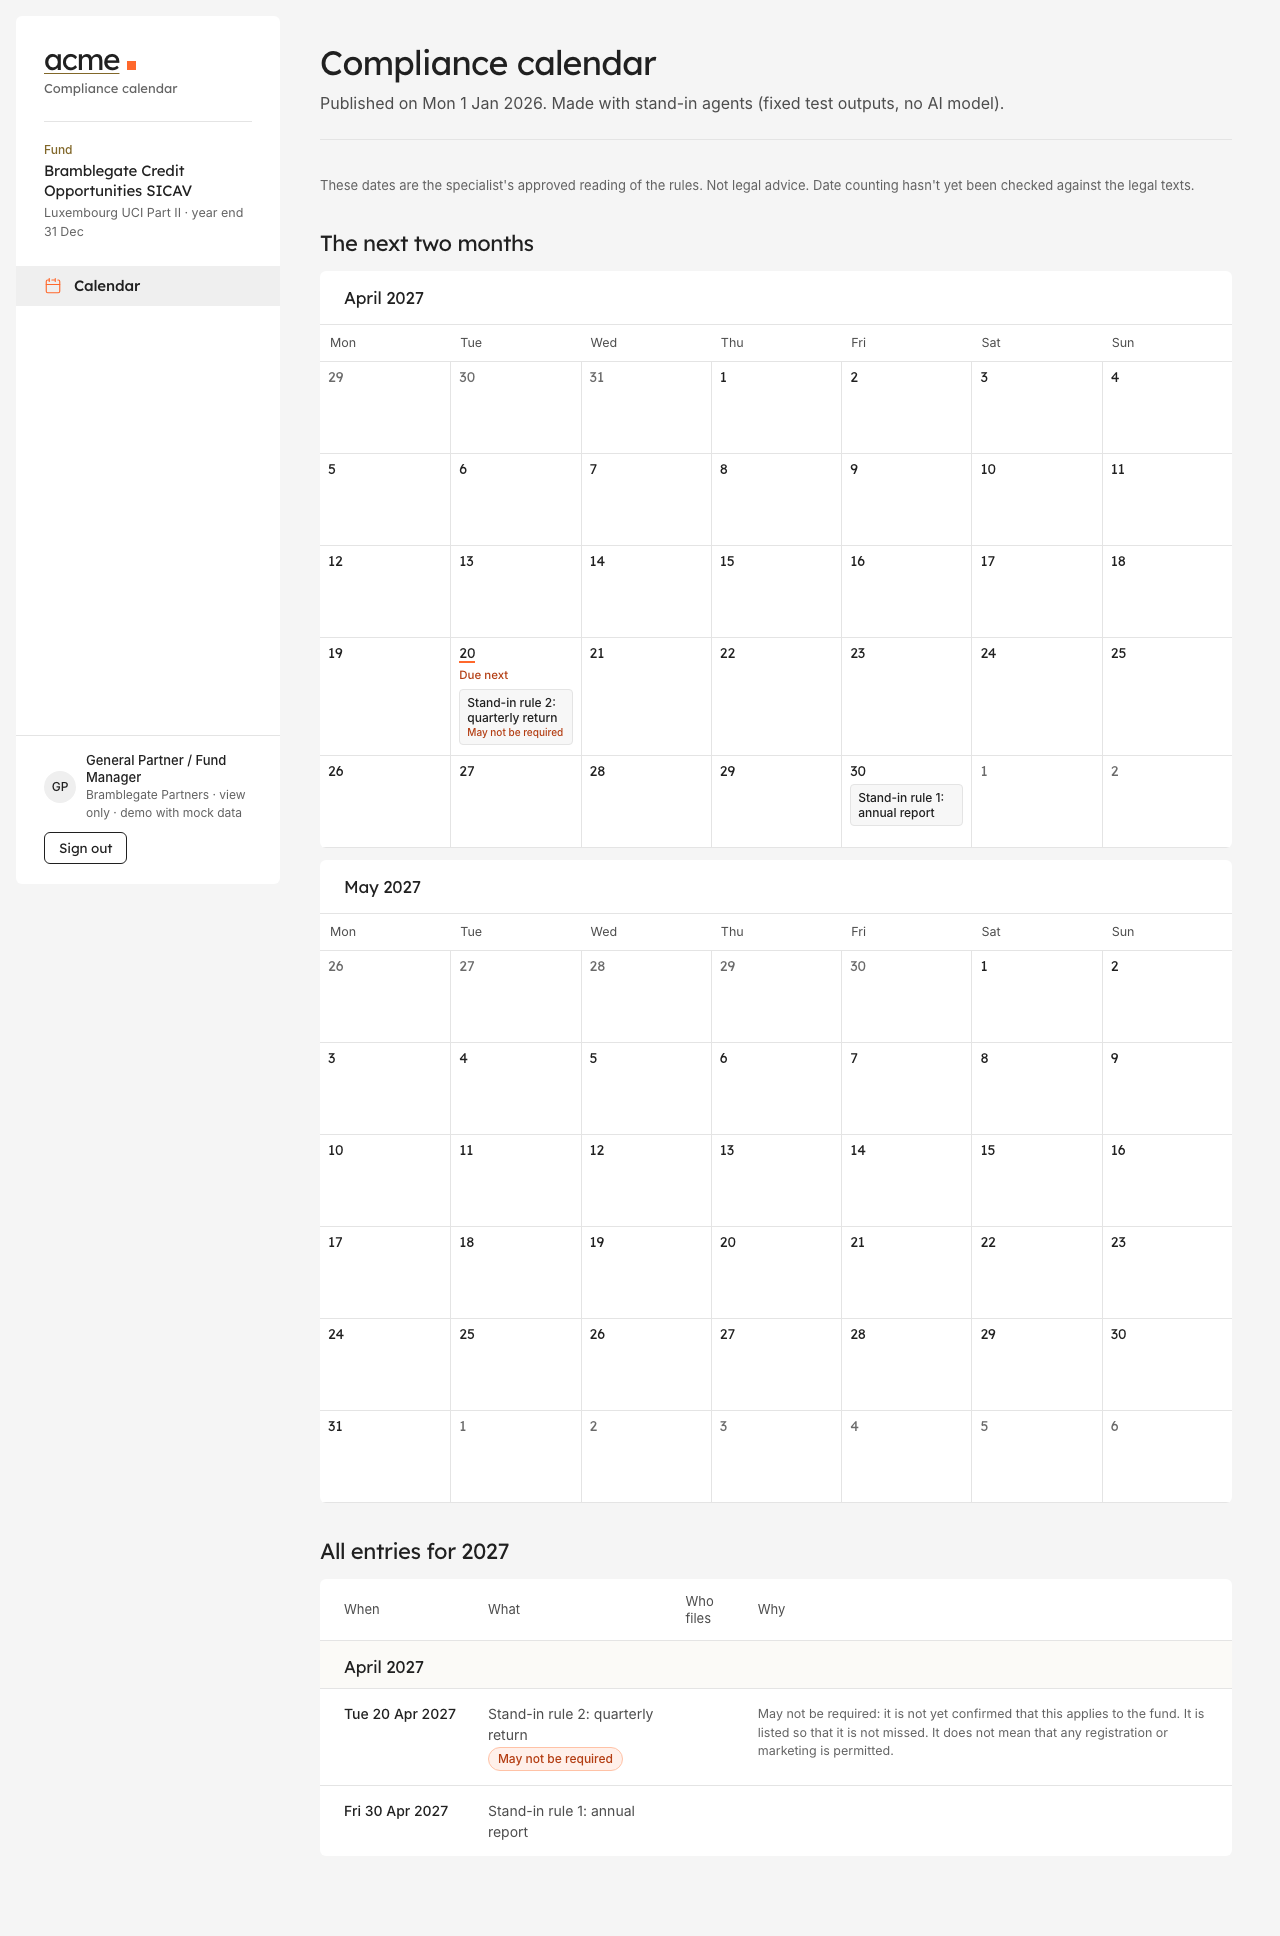 acme
Compliance calendar
Fund
Bramblegate Credit
Opportunities SICAV
Luxembourg UCI Part II · year end
31 Dec
Calendar
GP
General Partner / Fund
Manager
Bramblegate Partners · view
only · demo with mock data
Sign out
Compliance calendar
Published on Mon 1 Jan 2026. Made with stand-in agents (fixed test outputs, no AI model).
These dates are the specialist's approved reading of the rules. Not legal advice. Date counting hasn't yet been checked against the legal texts.
The next two months
April 2027
Mon Tue Wed Thu Fri Sat Sun
29 30 31 1 2 3 4
5 6 7 8 9 10 11
12 13 14 15 16 17 18
19 20 21 22 23 24 25
Due next
Stand-in rule 2:
quarterly return
May not be required
26 27 28 29 30 1 2
Stand-in rule 1:
annual report
May 2027
Mon Tue Wed Thu Fri Sat Sun
26 27 28 29 30 1 2
3 4 5 6 7 8 9
10 11 12 13 14 15 16
17 18 19 20 21 22 23
24 25 26 27 28 29 30
31 1 2 3 4 5 6
All entries for 2027
When What Who files Why
April 2027
Tue 20 Apr 2027
Stand-in rule 2: quarterly
return
May not be required
May not be required: it is not yet confirmed that this applies to the fund. It is
listed so that it is not missed. It does not mean that any registration or
marketing is permitted.
Fri 30 Apr 2027
Stand-in rule 1: annual
report